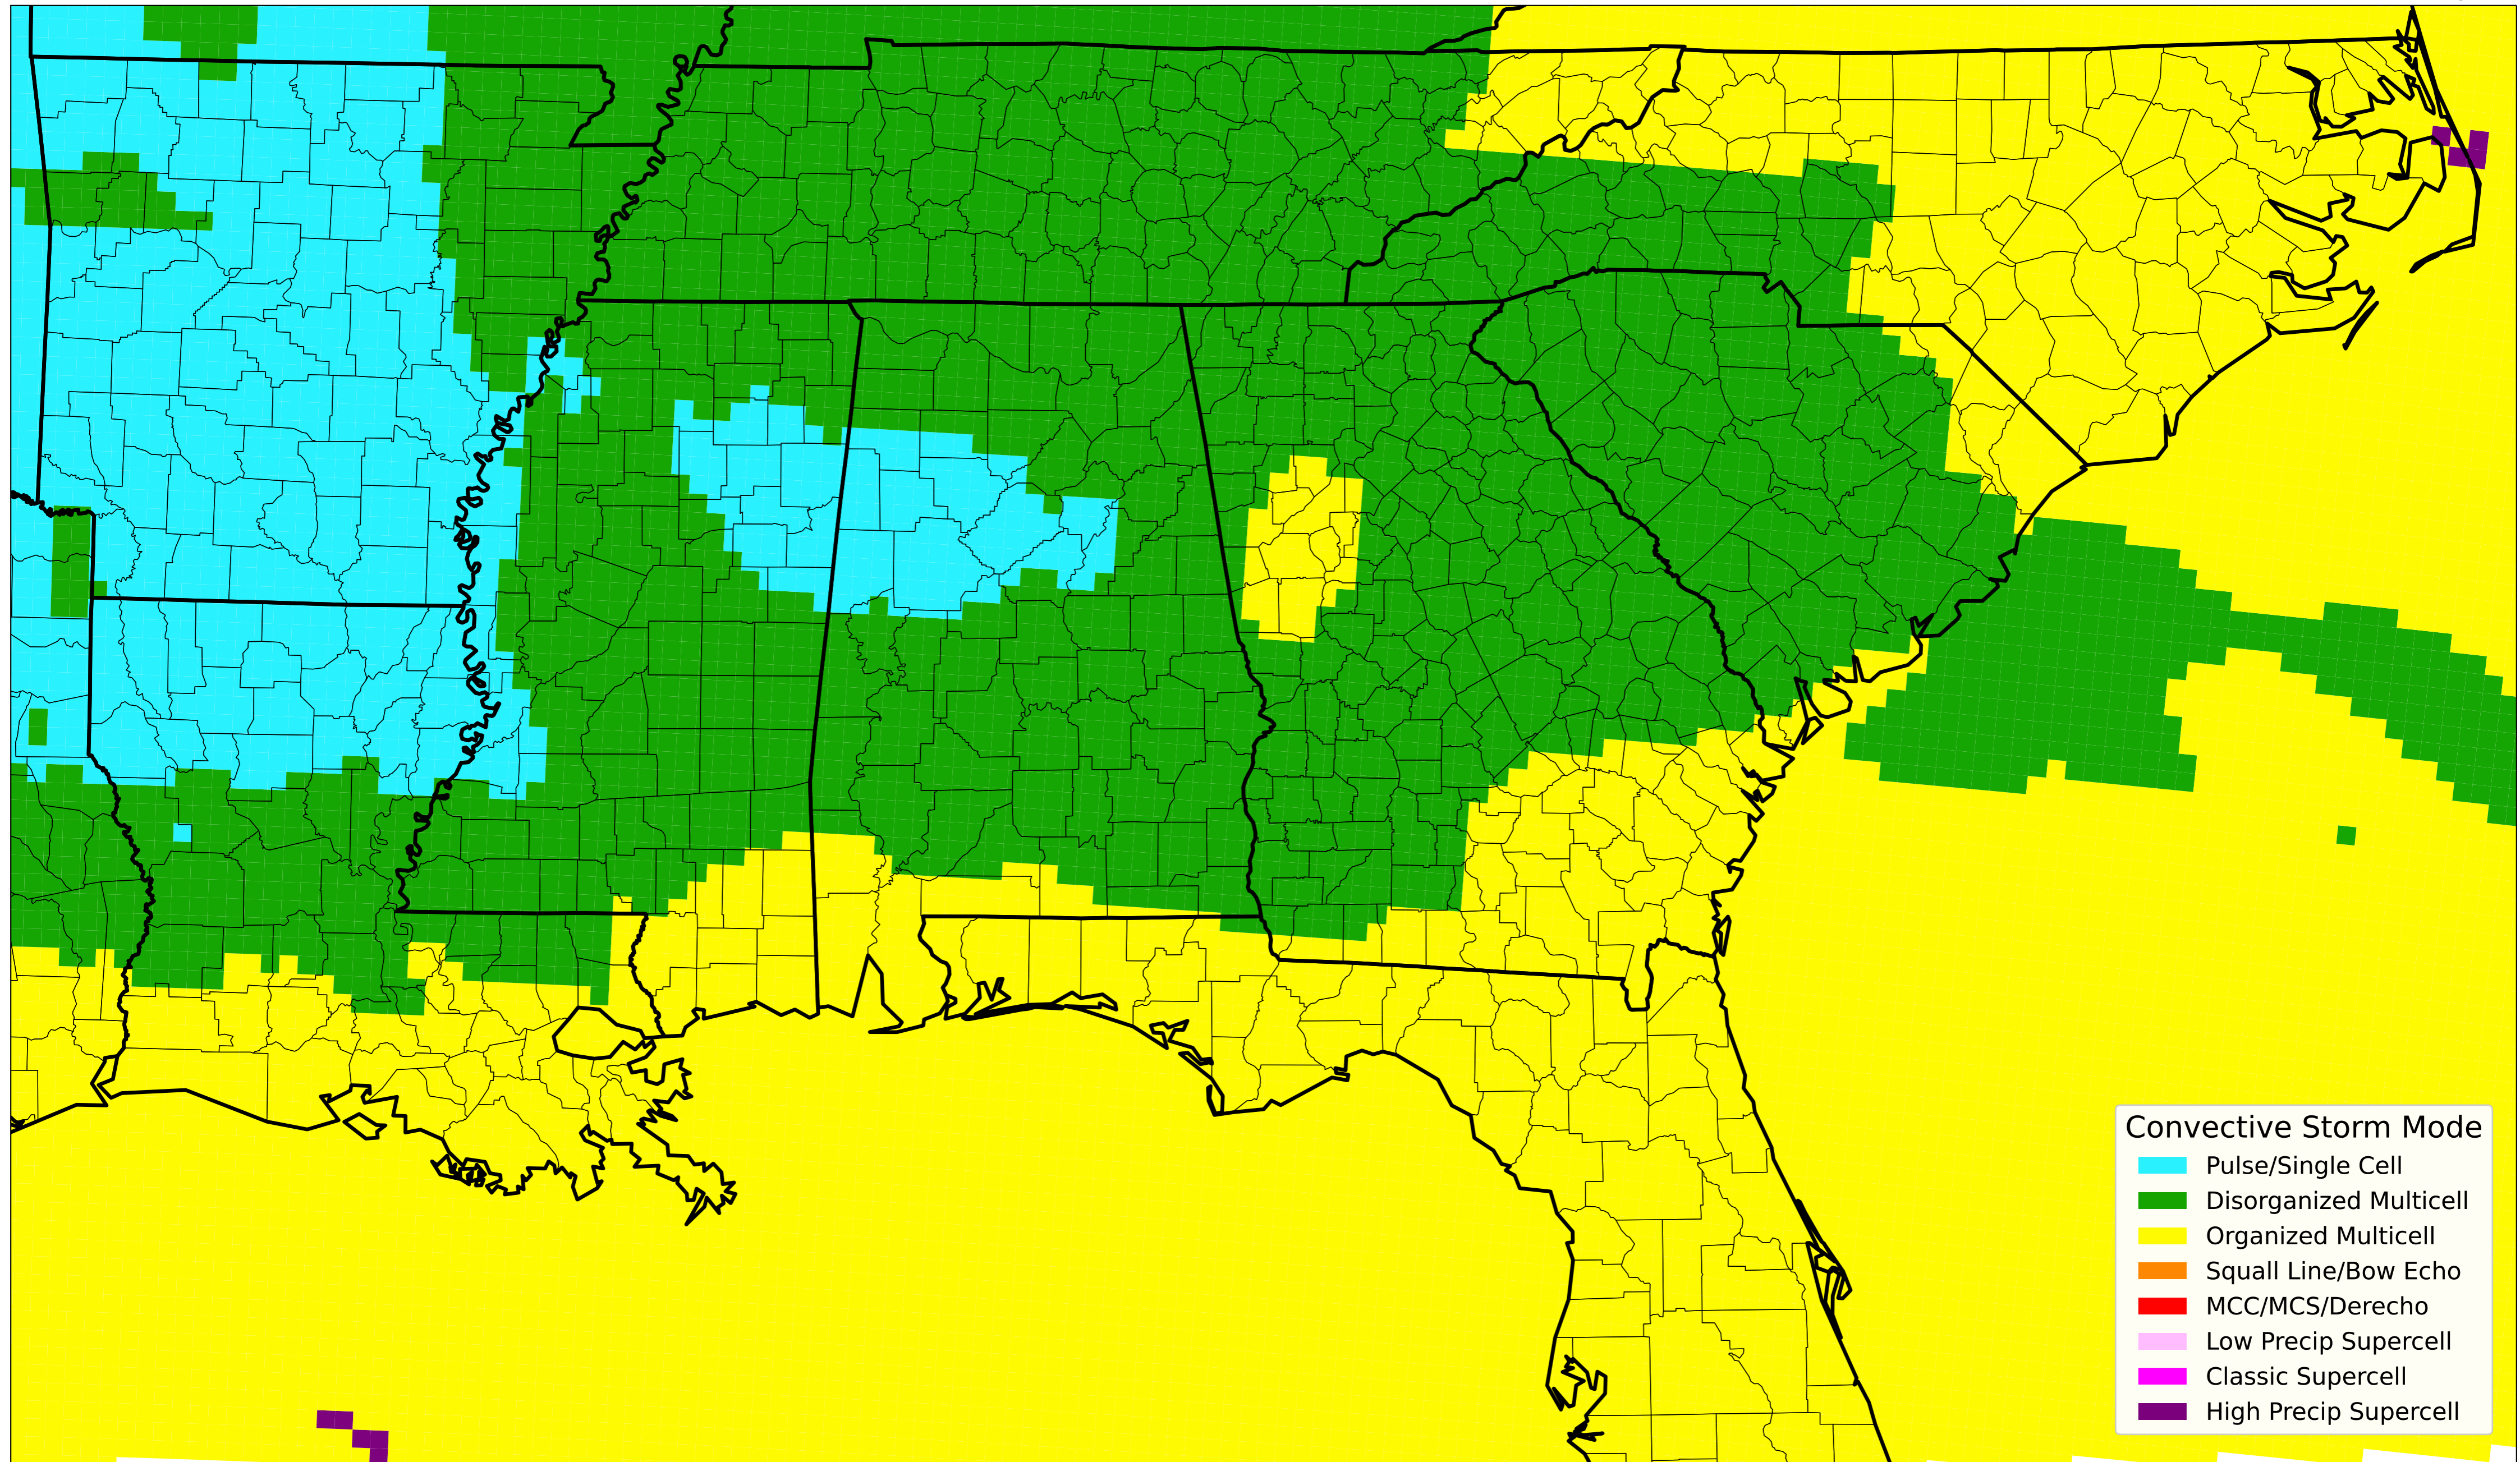 Convective Storm Mode
Pulse/Single Cell
Disorganized Multicell
Organized Multicell
Squall Line/Bow Echo
MCC/MCS/Derecho
Low Precip Supercell
Classic Supercell
High Precip Supercell